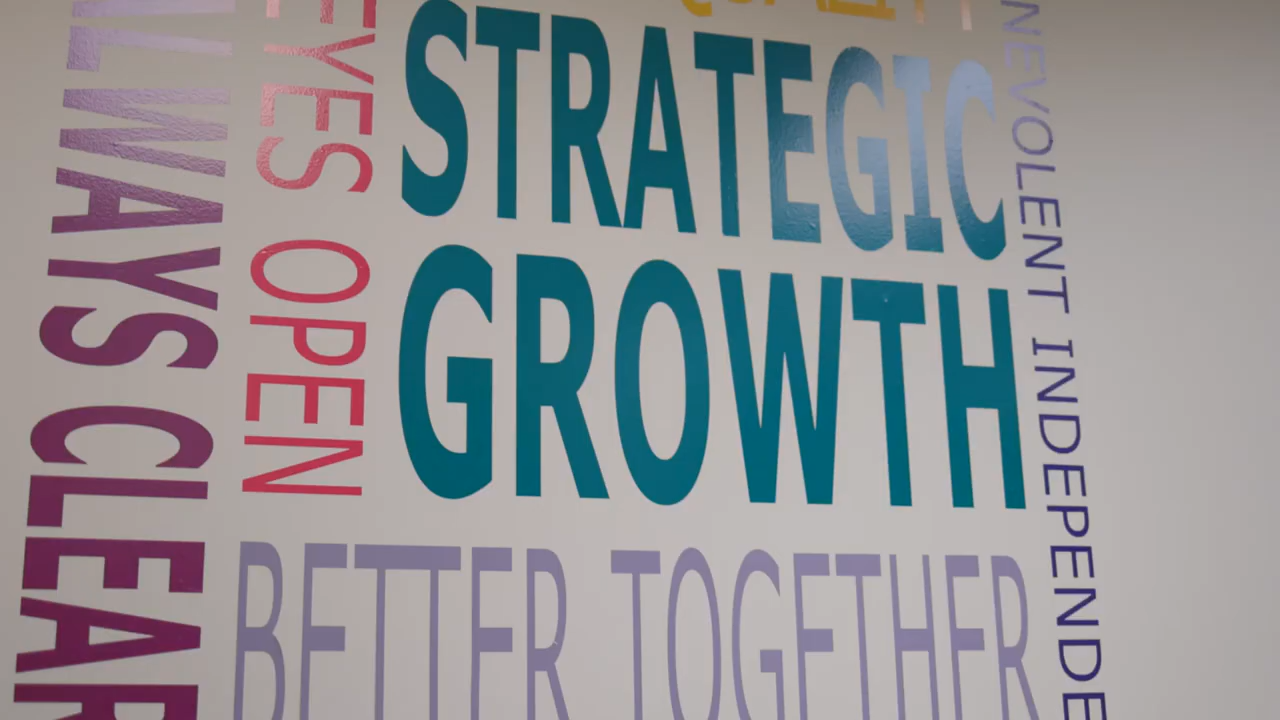 ALWAYS CLEAR
EYES OPEN
STRATEGIC
GROWTH
BETTER TOGETHER
NEVOLENT INDEPENDE